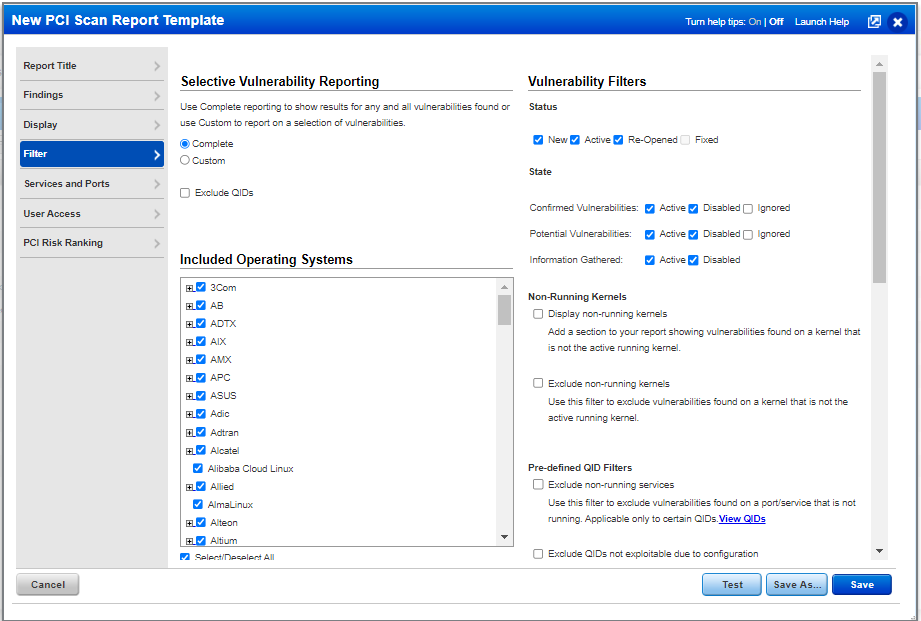 New PCI Scan Report Template
Turn help tips: On | Off Launch Help
Report Title
Findings
Display
Filter
Services and Ports
User Access
PCI Risk Ranking
Selective Vulnerability Reporting
Use Complete reporting to show results for any and all vulnerabilities found or
use Custom to report on a selection of vulnerabilities.
Complete
Custom
Exclude QIDs
Included Operating Systems
3Com
AB
ADTX
AIX
AMX
APC
ASUS
Adic
Adtran
Alcatel
Alibaba Cloud Linux
Allied
AlmaLinux
Alteon
Altium
Select/Deselect All
Vulnerability Filters
Status
New Active Re-Opened Fixed
State
Confirmed Vulnerabilities: Active Disabled Ignored
Potential Vulnerabilities: Active Disabled Ignored
Information Gathered: Active Disabled
Non-Running Kernels
Display non-running kernels
Add a section to your report showing vulnerabilities found on a kernel that
is not the active running kernel.
Exclude non-running kernels
Use this filter to exclude vulnerabilities found on a kernel that is not the
active running kernel.
Pre-defined QID Filters
Exclude non-running services
Use this filter to exclude vulnerabilities found on a port/service that is not
running. Applicable only to certain QIDs.View QIDs
Exclude QIDs not exploitable due to configuration
Cancel
Test
Save As...
Save